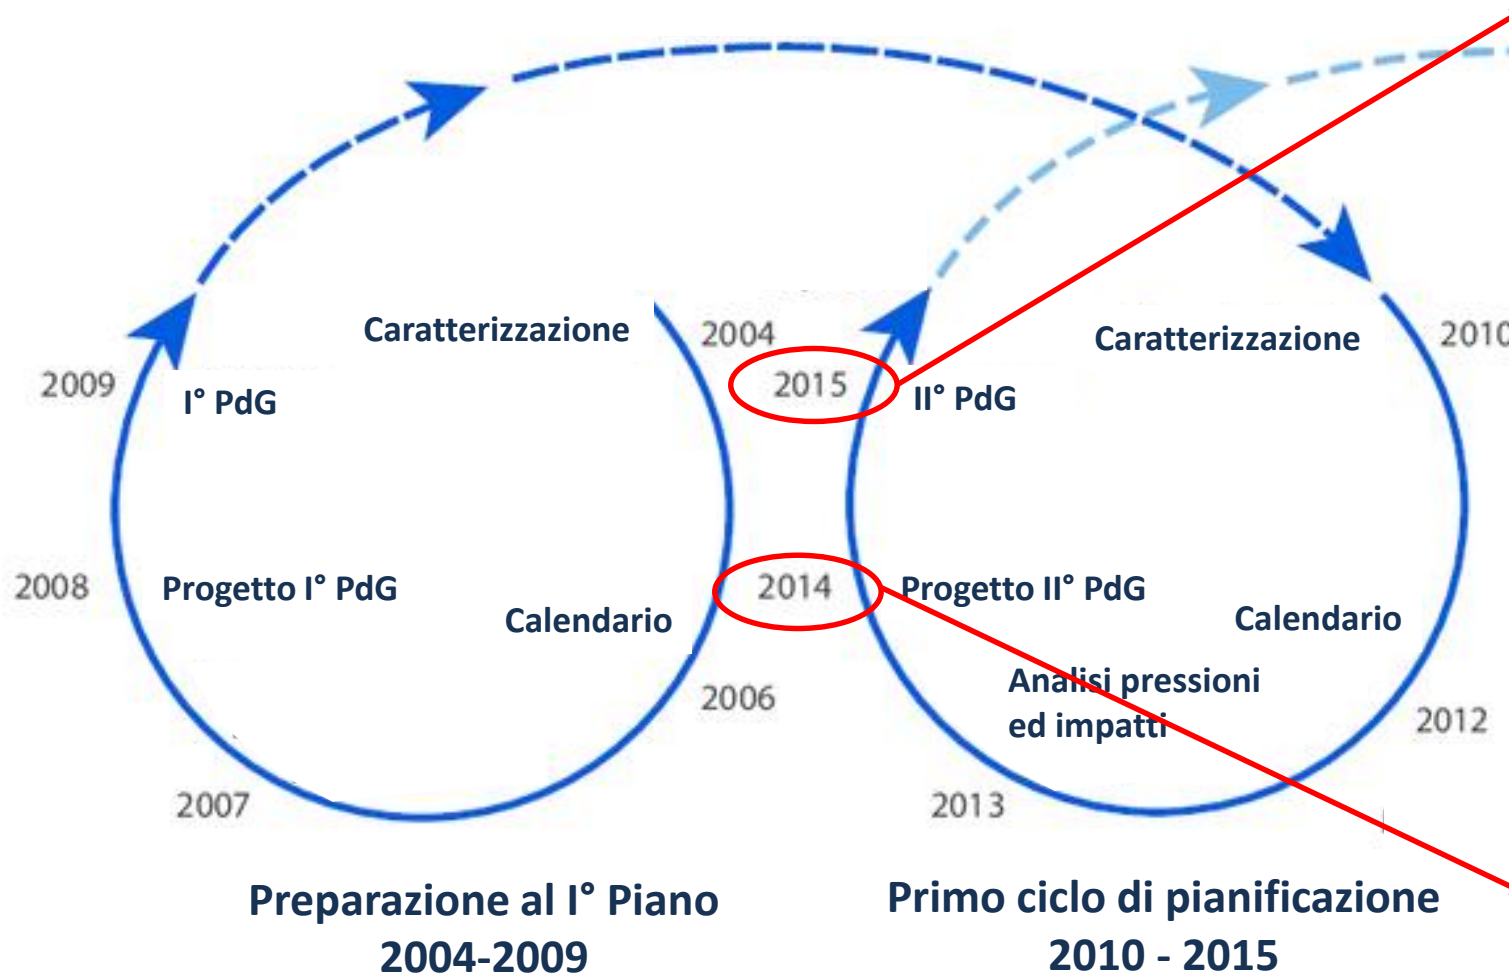 Caratterizzazione
2004
2009
I° PdG
2008
Progetto I° PdG
Calendario
2006
2007
Preparazione al I° Piano
2004-2009
Caratterizzazione
2010
2015
II° PdG
2014
Progetto II° PdG
Calendario
Analisi pressioni
ed impatti
2012
2013
Primo ciclo di pianificazione
2010 - 2015